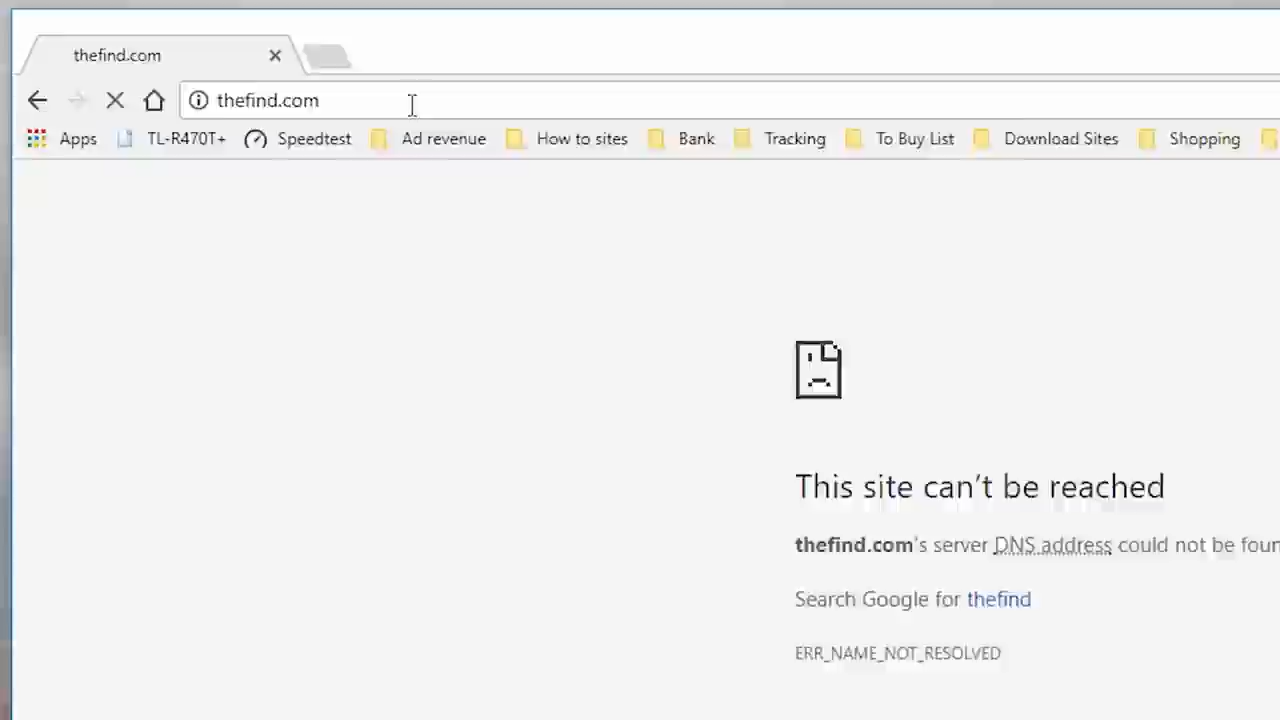 thefind.com
thefind.com
Apps TL-R470T+ Speedtest Ad revenue How to sites Bank Tracking To Buy List Download Sites Shopping
This site can't be reached
thefind.com's server DNS address could not be foun
Search Google for thefind
ERR_NAME_NOT_RESOLVED